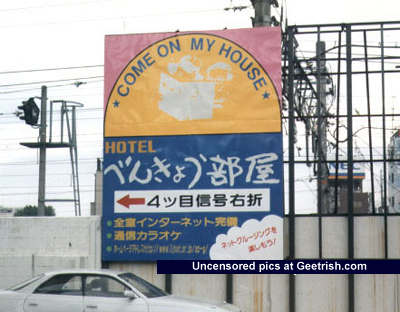 ★COME ON MY HOUSE★
HOTEL
べんきょう部屋
←4ッ目信号右折
全室インターネット完備
通信カラオケ
ネットクルージングを
楽しもう!
Uncensored pics at Geetrish.com